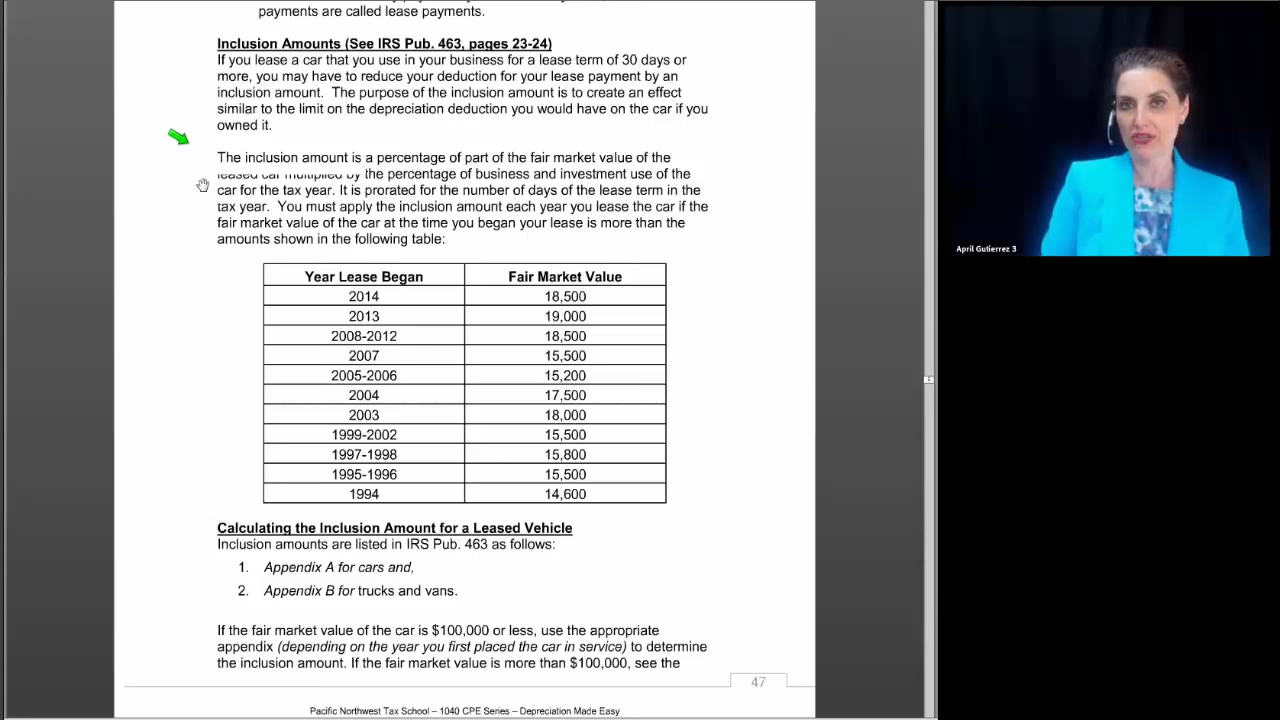 payments are called lease payments.
Inclusion Amounts (See IRS Pub. 463, pages 23-24)
If you lease a car that you use in your business for a lease term of 30 days or
more, you may have to reduce your deduction for your lease payment by an
inclusion amount. The purpose of the inclusion amount is to create an effect
similar to the limit on the depreciation deduction you would have on the car if you
owned it.
The inclusion amount is a percentage of part of the fair market value of the
leased car multiplied by the percentage of business and investment use of the
car for the tax year. It is prorated for the number of days of the lease term in the
tax year. You must apply the inclusion amount each year you lease the car if the
fair market value of the car at the time you began your lease is more than the
amounts shown in the following table:
Year Lease Began Fair Market Value
2014 18,500
2013 19,000
2008-2012 18,500
2007 15,500
2005-2006 15,200
2004 17,500
2003 18,000
1999-2002 15,500
1997-1998 15,800
1995-1996 15,500
1994 14,600
Calculating the Inclusion Amount for a Leased Vehicle
Inclusion amounts are listed in IRS Pub. 463 as follows:
1. Appendix A for cars and,
2. Appendix B for trucks and vans.
If the fair market value of the car is $100,000 or less, use the appropriate
appendix (depending on the year you first placed the car in service) to determine
the inclusion amount. If the fair market value is more than $100,000, see the
47
Pacific Northwest Tax School – 1040 CPE Series – Depreciation Made Easy
April Gutierrez 3